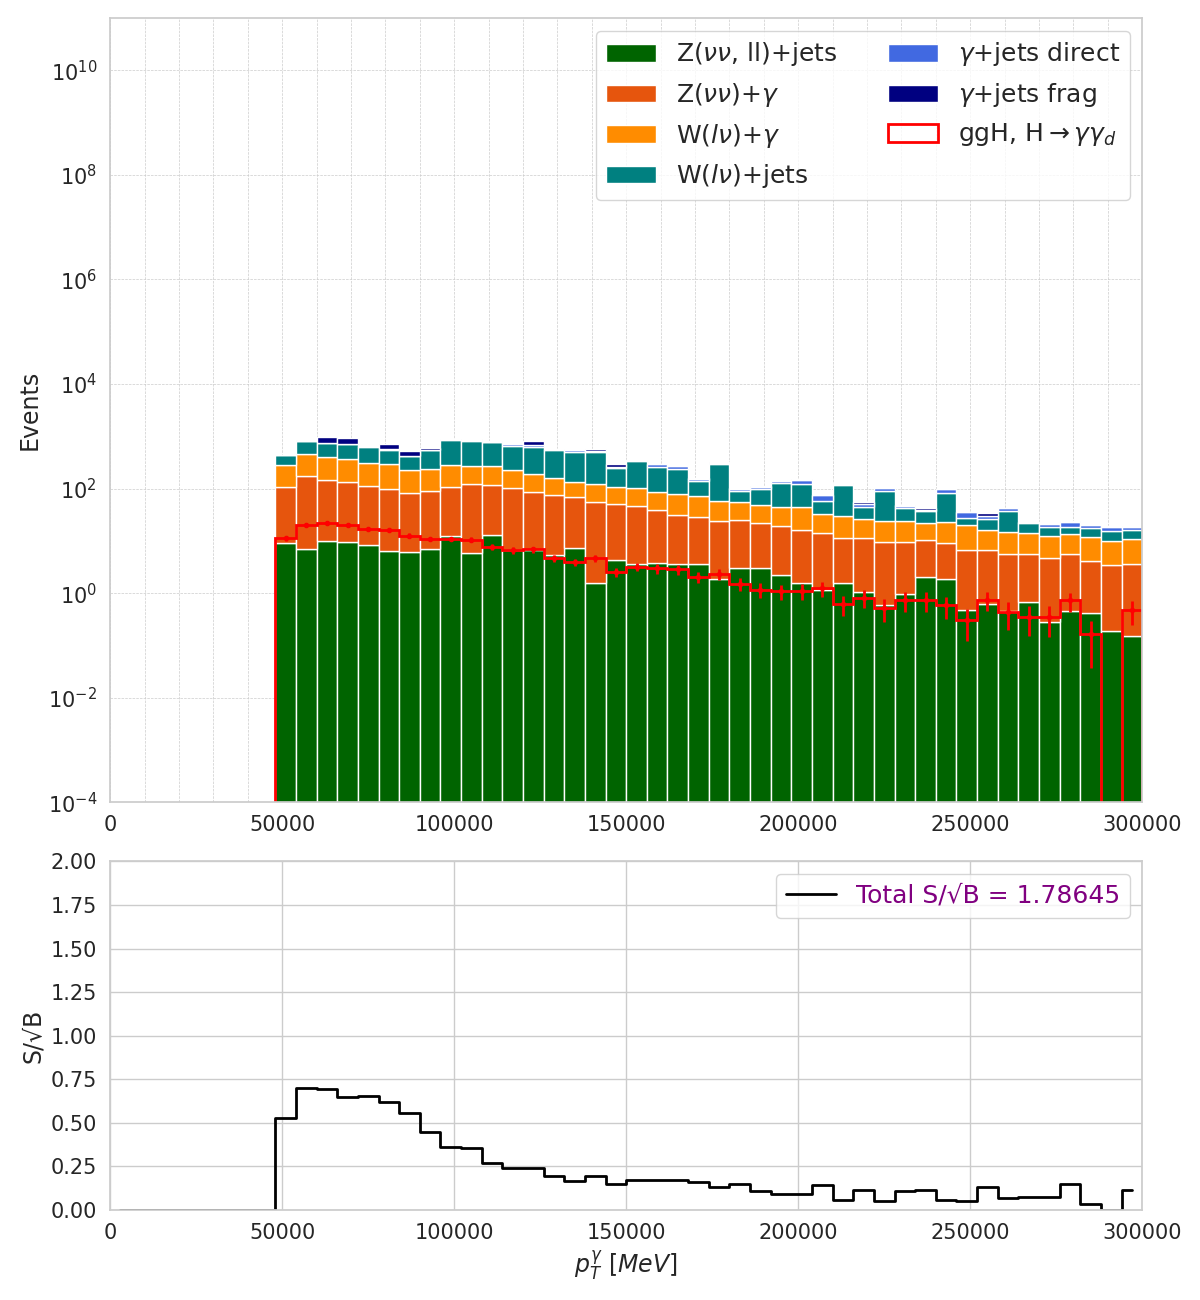 Z(νν, ll)+jets
Z(νν)+γ
W(lν)+γ
W(lν)+jets
γ+jets direct
γ+jets frag
ggH, H→γγ_d
Events
10^10
10^8
10^6
10^4
10^2
10^0
10^−2
10^−4
0 50000 100000 150000 200000 250000 300000
Total S/√B = 1.78645
S/√B
2.00
1.75
1.50
1.25
1.00
0.75
0.50
0.25
0.00
0 50000 100000 150000 200000 250000 300000
p_T^γ [MeV]